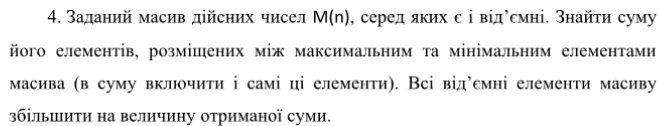 4. Заданий масив дійсних чисел M(n), серед яких є і від’ємні. Знайти суму
його елементів, розміщених між максимальним та мінімальним елементами
масива (в суму включити і самі ці елементи). Всі від’ємні елементи масиву
збільшити на величину отриманої суми.